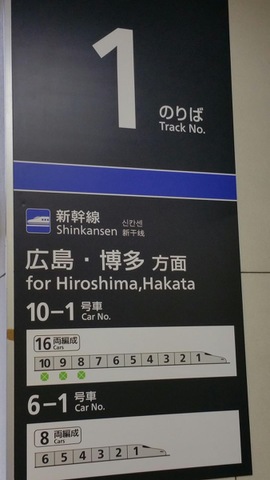 1
のりば
Track No.
新幹線 신칸센
Shinkansen 新干线
広島・博多 方面
for Hiroshima,Hakata
10-1 号車
Car No.
16 両編成
Cars
10 9 8 7 6 5 4 3 2 1
6-1 号車
Car No.
8 両編成
Cars
6 5 4 3 2 1